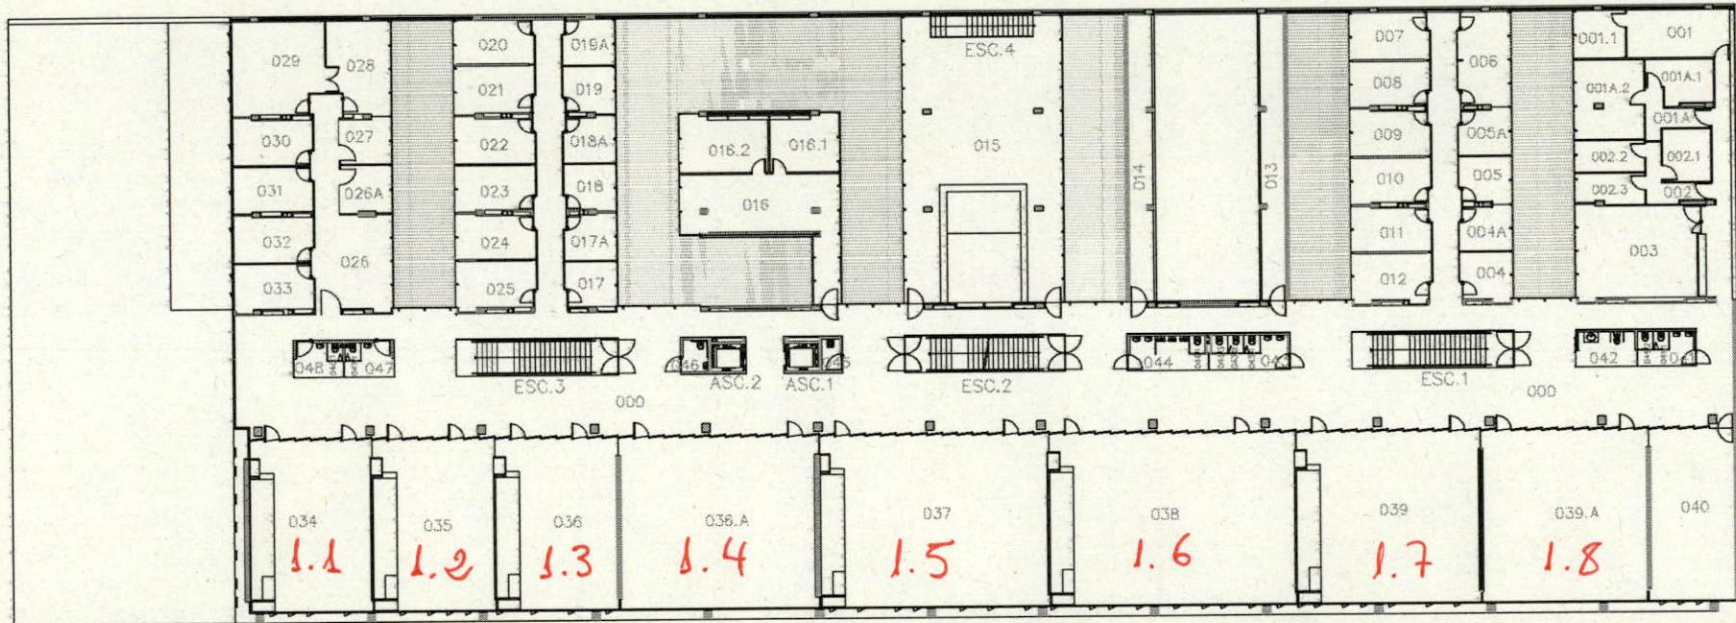 029 028 020 019A ESC.4 007 006 001.1 001
021 019 008 001A.2 001A.1
030 027 022 018A 016.2 016.1 015 009 005A 001A
031 026A 023 018 016 014 013 010 005 002.2 002.1
002.3 002
032 026 024 017A 011 004A 003
033 025 017 012 004
048 047 046 045 044 042
ESC.3 ASC.2 ASC.1 ESC.2 ESC.1
000 000
034 035 036 036.A 037 038 039 039.A 040
1.1 1.2 1.3 1.4 1.5 1.6 1.7 1.8